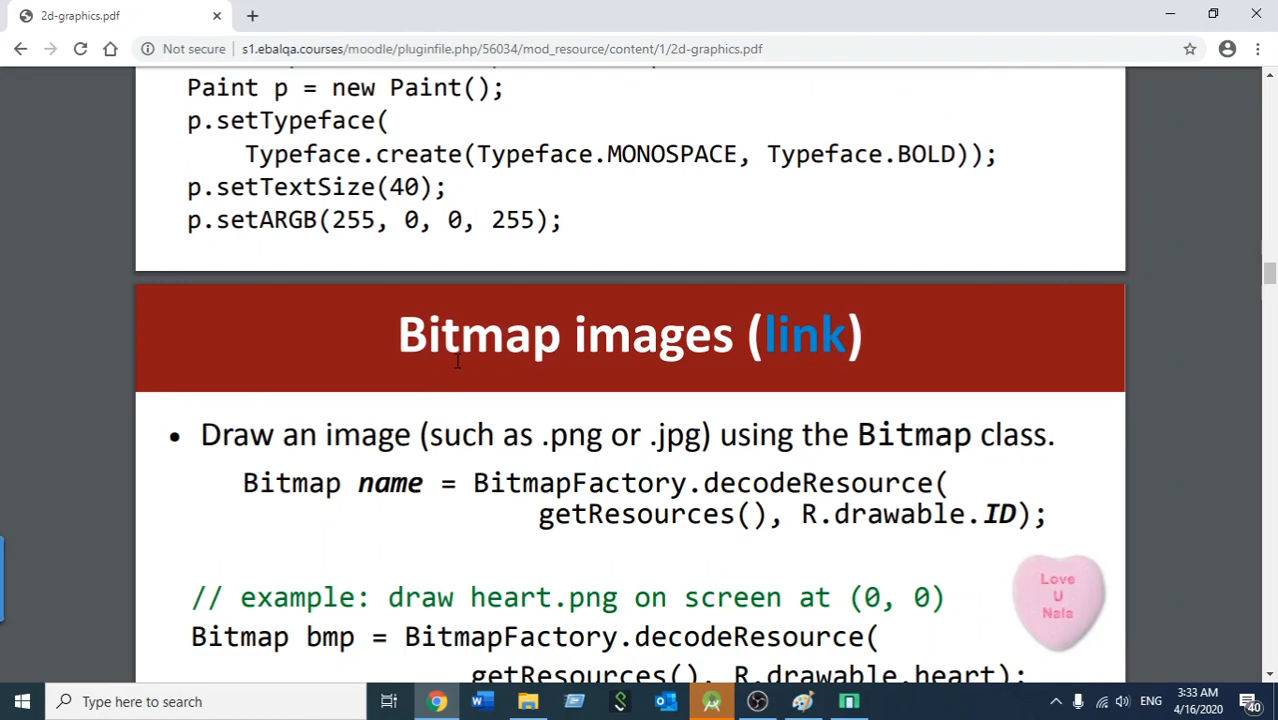 2d-graphics.pdf
Not secure
s1.ebalqa.courses/moodle/pluginfile.php/56034/mod_resource/content/1/2d-graphics.pdf
Paint p = new Paint();
p.setTypeface(
Typeface.create(Typeface.MONOSPACE, Typeface.BOLD));
p.setTextSize(40);
p.setARGB(255, 0, 0, 255);
Bitmap images (link)
• Draw an image (such as .png or .jpg) using the Bitmap class.
Bitmap name = BitmapFactory.decodeResource(
getResources(), R.drawable.ID);
// example: draw heart.png on screen at (0, 0)
Love
U
Nala
Bitmap bmp = BitmapFactory.decodeResource(
getResources(), R.drawable.heart);
Type here to search
ENG
3:33 AM
4/16/2020
40